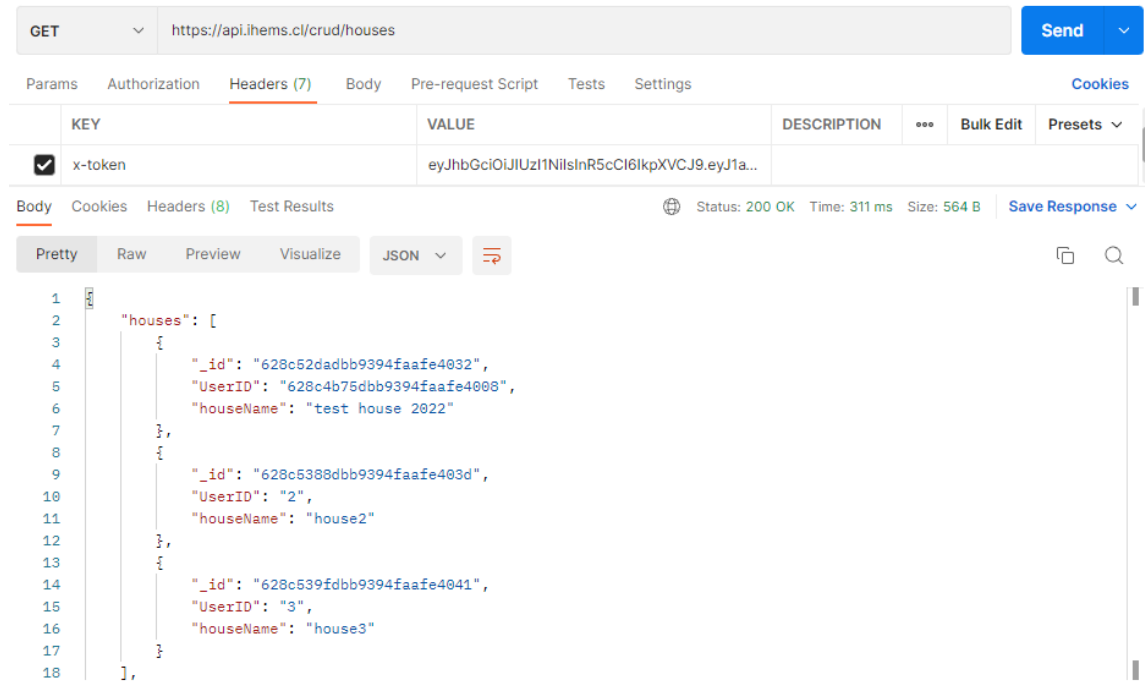 GET https://api.ihems.cl/crud/houses Send
Params Authorization Headers (7) Body Pre-request Script Tests Settings Cookies
KEY VALUE DESCRIPTION ooo Bulk Edit Presets
x-token eyJhbGciOiJIUzI1NiIsInR5cCI6IkpXVCJ9.eyJ1a...
Body Cookies Headers (8) Test Results Status: 200 OK Time: 311 ms Size: 564 B Save Response
Pretty Raw Preview Visualize JSON
1 {
2 "houses": [
3 {
4 "_id": "628c52dadbb9394faafe4032",
5 "UserID": "628c4b75dbb9394faafe4008",
6 "houseName": "test house 2022"
7 },
8 {
9 "_id": "628c5388dbb9394faafe403d",
10 "UserID": "2",
11 "houseName": "house2"
12 },
13 {
14 "_id": "628c539fdbb9394faafe4041",
15 "UserID": "3",
16 "houseName": "house3"
17 }
18 ],